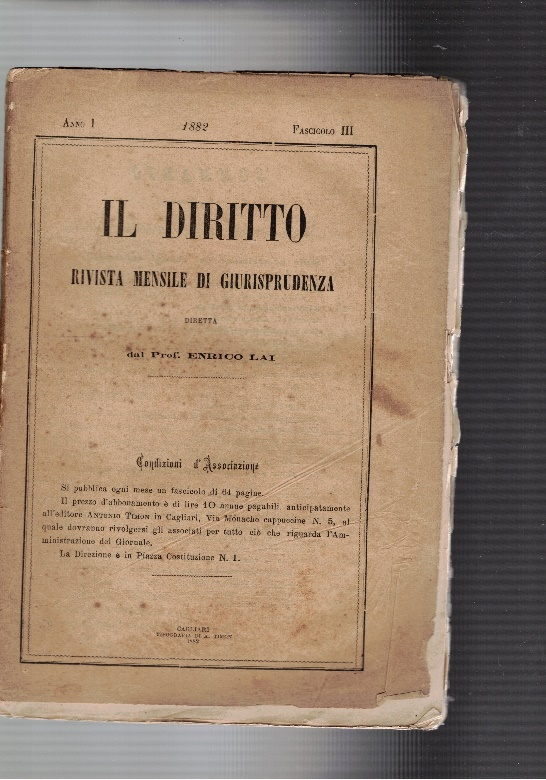 ANNO I 1882 FASCICOLO III
IL DIRITTO
RIVISTA MENSILE DI GIURISPRUDENZA
DIRETTA
dal Prof. ENRICO LAI
Condizioni d'Associazione
Si pubblica ogni mese un fascicolo di 64 pagine.
Il prezzo d'abbonamento è di lire 10 annue pagabili anticipatamente
all'editore ANTONIO TIMON in Cagliari, Via Monache cappuccine N. 5, al
quale dovranno rivolgersi gli associati per tutto ciò che riguarda l'Am-
ministrazione del Giornale.
La Direzione è in Piazza Costituzione N. 1.
CAGLIARI
TIPOGRAFIA DI A. TIMON
1882